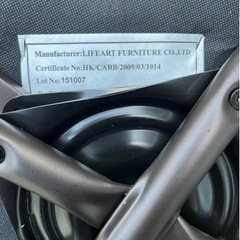 Manufacturer:LIFEART FURNITURE CO.,LTD
Certificate No:HK/CARB/2009/03/1014
Lot No:151007